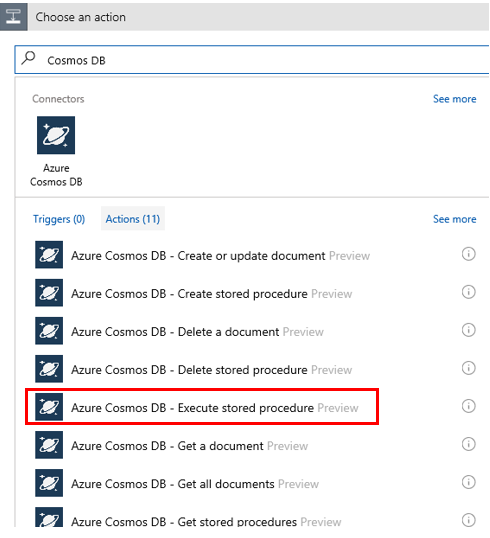 Choose an action
Cosmos DB
Connectors
See more
Azure
Cosmos DB
Triggers (0)
Actions (11)
See more
Azure Cosmos DB - Create or update document Preview
Azure Cosmos DB - Create stored procedure Preview
Azure Cosmos DB - Delete a document Preview
Azure Cosmos DB - Delete stored procedure Preview
Azure Cosmos DB - Execute stored procedure Preview
Azure Cosmos DB - Get a document Preview
Azure Cosmos DB - Get all documents Preview
Azure Cosmos DB - Get stored procedures Preview